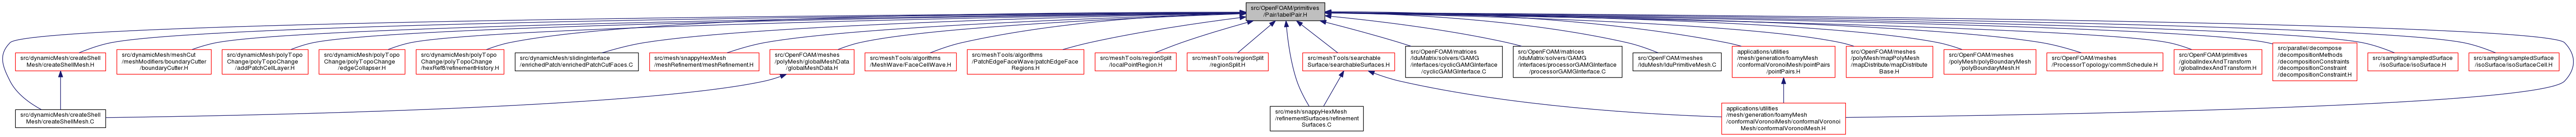 src/OpenFOAM/primitives
/Pair/labelPair.H
src/dynamicMesh/createShell
Mesh/createShellMesh.H
src/dynamicMesh/meshCut
/meshModifiers/boundaryCutter
/boundaryCutter.H
src/dynamicMesh/polyTopo
Change/polyTopoChange
/addPatchCellLayer.H
src/dynamicMesh/polyTopo
Change/polyTopoChange
/edgeCollapser.H
src/dynamicMesh/polyTopo
Change/polyTopoChange
/hexRef8/refinementHistory.H
src/dynamicMesh/slidingInterface
/enrichedPatch/enrichedPatchCutFaces.C
src/mesh/snappyHexMesh
/meshRefinement/meshRefinement.H
src/OpenFOAM/meshes
/polyMesh/globalMeshData
/globalMeshData.H
src/meshTools/algorithms
/MeshWave/FaceCellWave.H
src/meshTools/algorithms
/PatchEdgeFaceWave/patchEdgeFace
Regions.H
src/meshTools/regionSplit
/localPointRegion.H
src/meshTools/regionSplit
/regionSplit.H
src/meshTools/searchable
Surface/searchableSurfaces.H
src/OpenFOAM/matrices
/lduMatrix/solvers/GAMG
/interfaces/cyclicGAMGInterface
/cyclicGAMGInterface.C
src/OpenFOAM/matrices
/lduMatrix/solvers/GAMG
/interfaces/processorGAMGInterface
/processorGAMGInterface.C
src/OpenFOAM/meshes
/lduMesh/lduPrimitiveMesh.C
applications/utilities
/mesh/generation/foamyMesh
/conformalVoronoiMesh/pointPairs
/pointPairs.H
src/OpenFOAM/meshes
/polyMesh/mapPolyMesh
/mapDistribute/mapDistribute
Base.H
src/OpenFOAM/meshes
/polyMesh/polyBoundaryMesh
/polyBoundaryMesh.H
src/OpenFOAM/meshes
/ProcessorTopology/commSchedule.H
src/OpenFOAM/primitives
/globalIndexAndTransform
/globalIndexAndTransform.H
src/parallel/decompose
/decompositionMethods
/decompositionConstraints
/decompositionConstraint
/decompositionConstraint.H
src/sampling/sampledSurface
/isoSurface/isoSurface.H
src/sampling/sampledSurface
/isoSurface/isoSurfaceCell.H
src/dynamicMesh/createShell
Mesh/createShellMesh.C
src/mesh/snappyHexMesh
/refinementSurfaces/refinement
Surfaces.C
applications/utilities
/mesh/generation/foamyMesh
/conformalVoronoiMesh/conformalVoronoi
Mesh/conformalVoronoiMesh.H